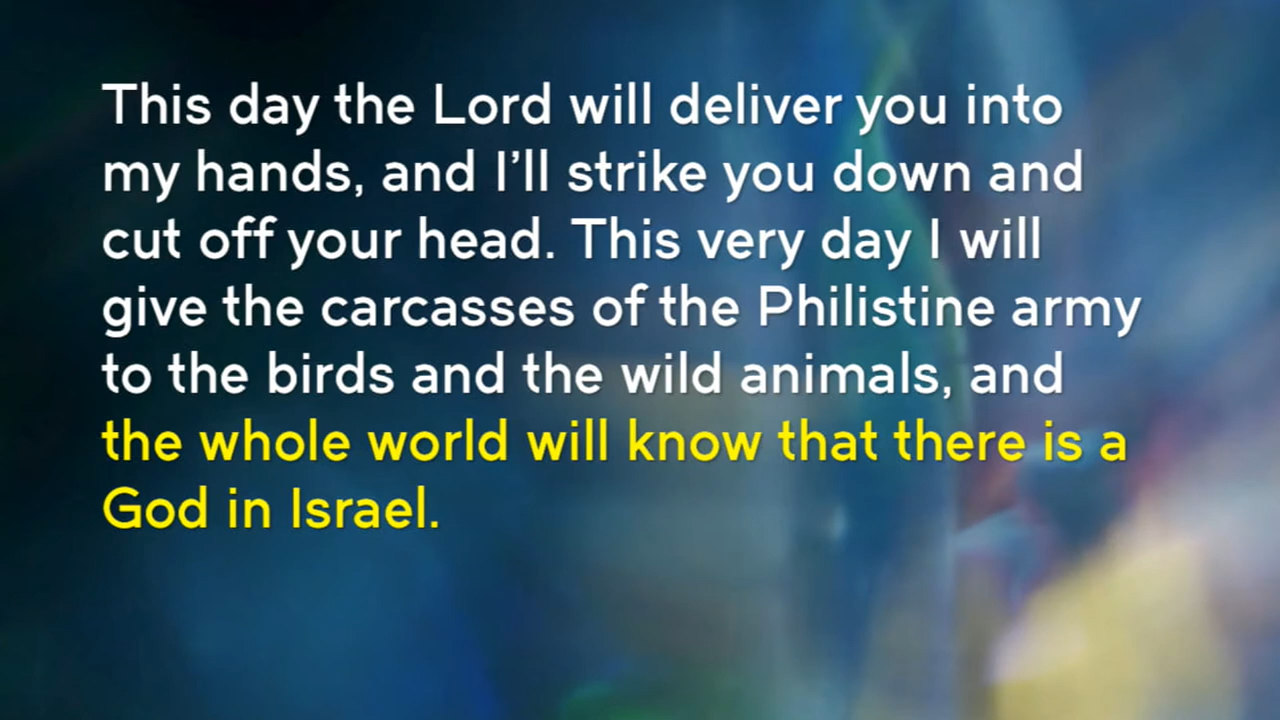 This day the Lord will deliver you into
my hands, and I’ll strike you down and
cut off your head. This very day I will
give the carcasses of the Philistine army
to the birds and the wild animals, and
the whole world will know that there is a
God in Israel.